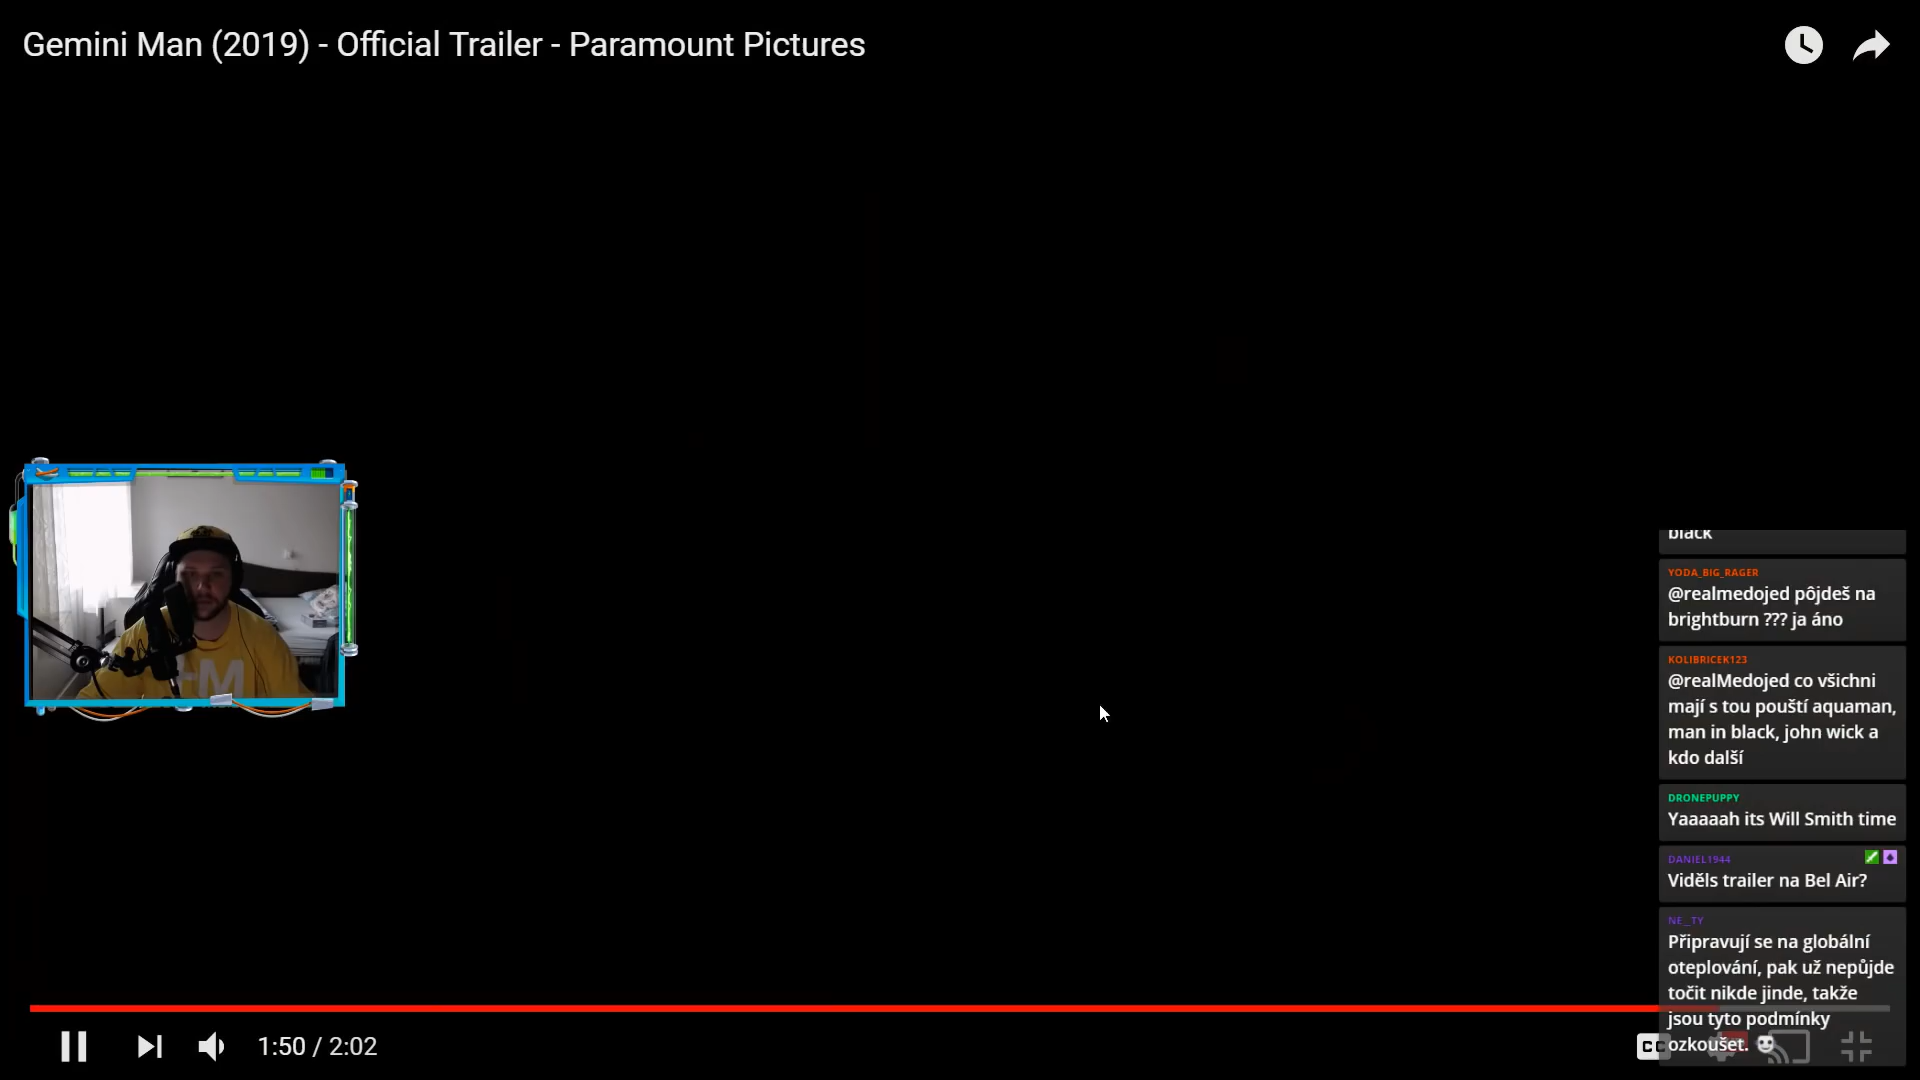 Gemini Man (2019) - Official Trailer - Paramount Pictures
+M
black
YODA_BIG_RAGER
@realmedojed pôjdeš na
brightburn ??? ja áno
KOLIBRICEK123
@realMedojed co všichni
mají s tou pouští aquaman,
man in black, john wick a
kdo další
DRONEPUPPY
Yaaaaah its Will Smith time
DANIEL1944
Viděls trailer na Bel Air?
NE__TY
Připravují se na globální
oteplování, pak už nepůjde
točit nikde jinde, takže
jsou tyto podmínky
ozkoušet.
1:50 / 2:02
CC